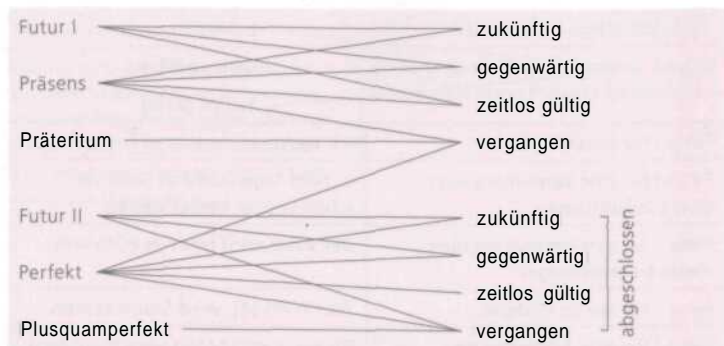 Futur I
zukünftig
gegenwärtig
Präsens
zeitlos gültig
Präteritum
vergangen
Futur II
zukünftig
gegenwärtig
Perfekt
zeitlos gültig
Plusquamperfekt
vergangen
abgeschlossen